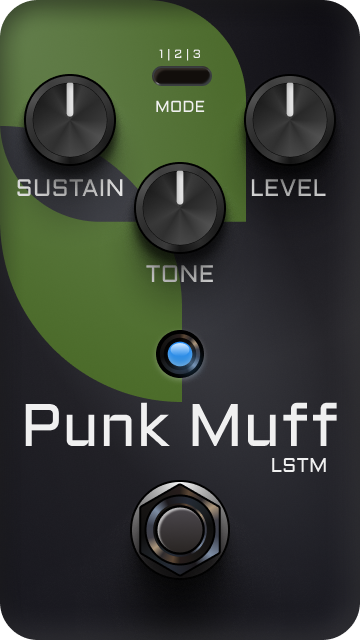 1|2|3
MODE
SUSTAIN
LEVEL
TONE
Punk Muff
LSTM